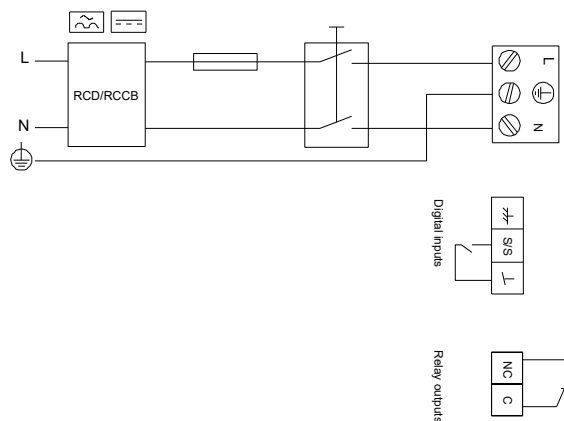 L
RCD/RCCB
N
L
N
Digital inputs
S/S
Relay outputs
NC
C